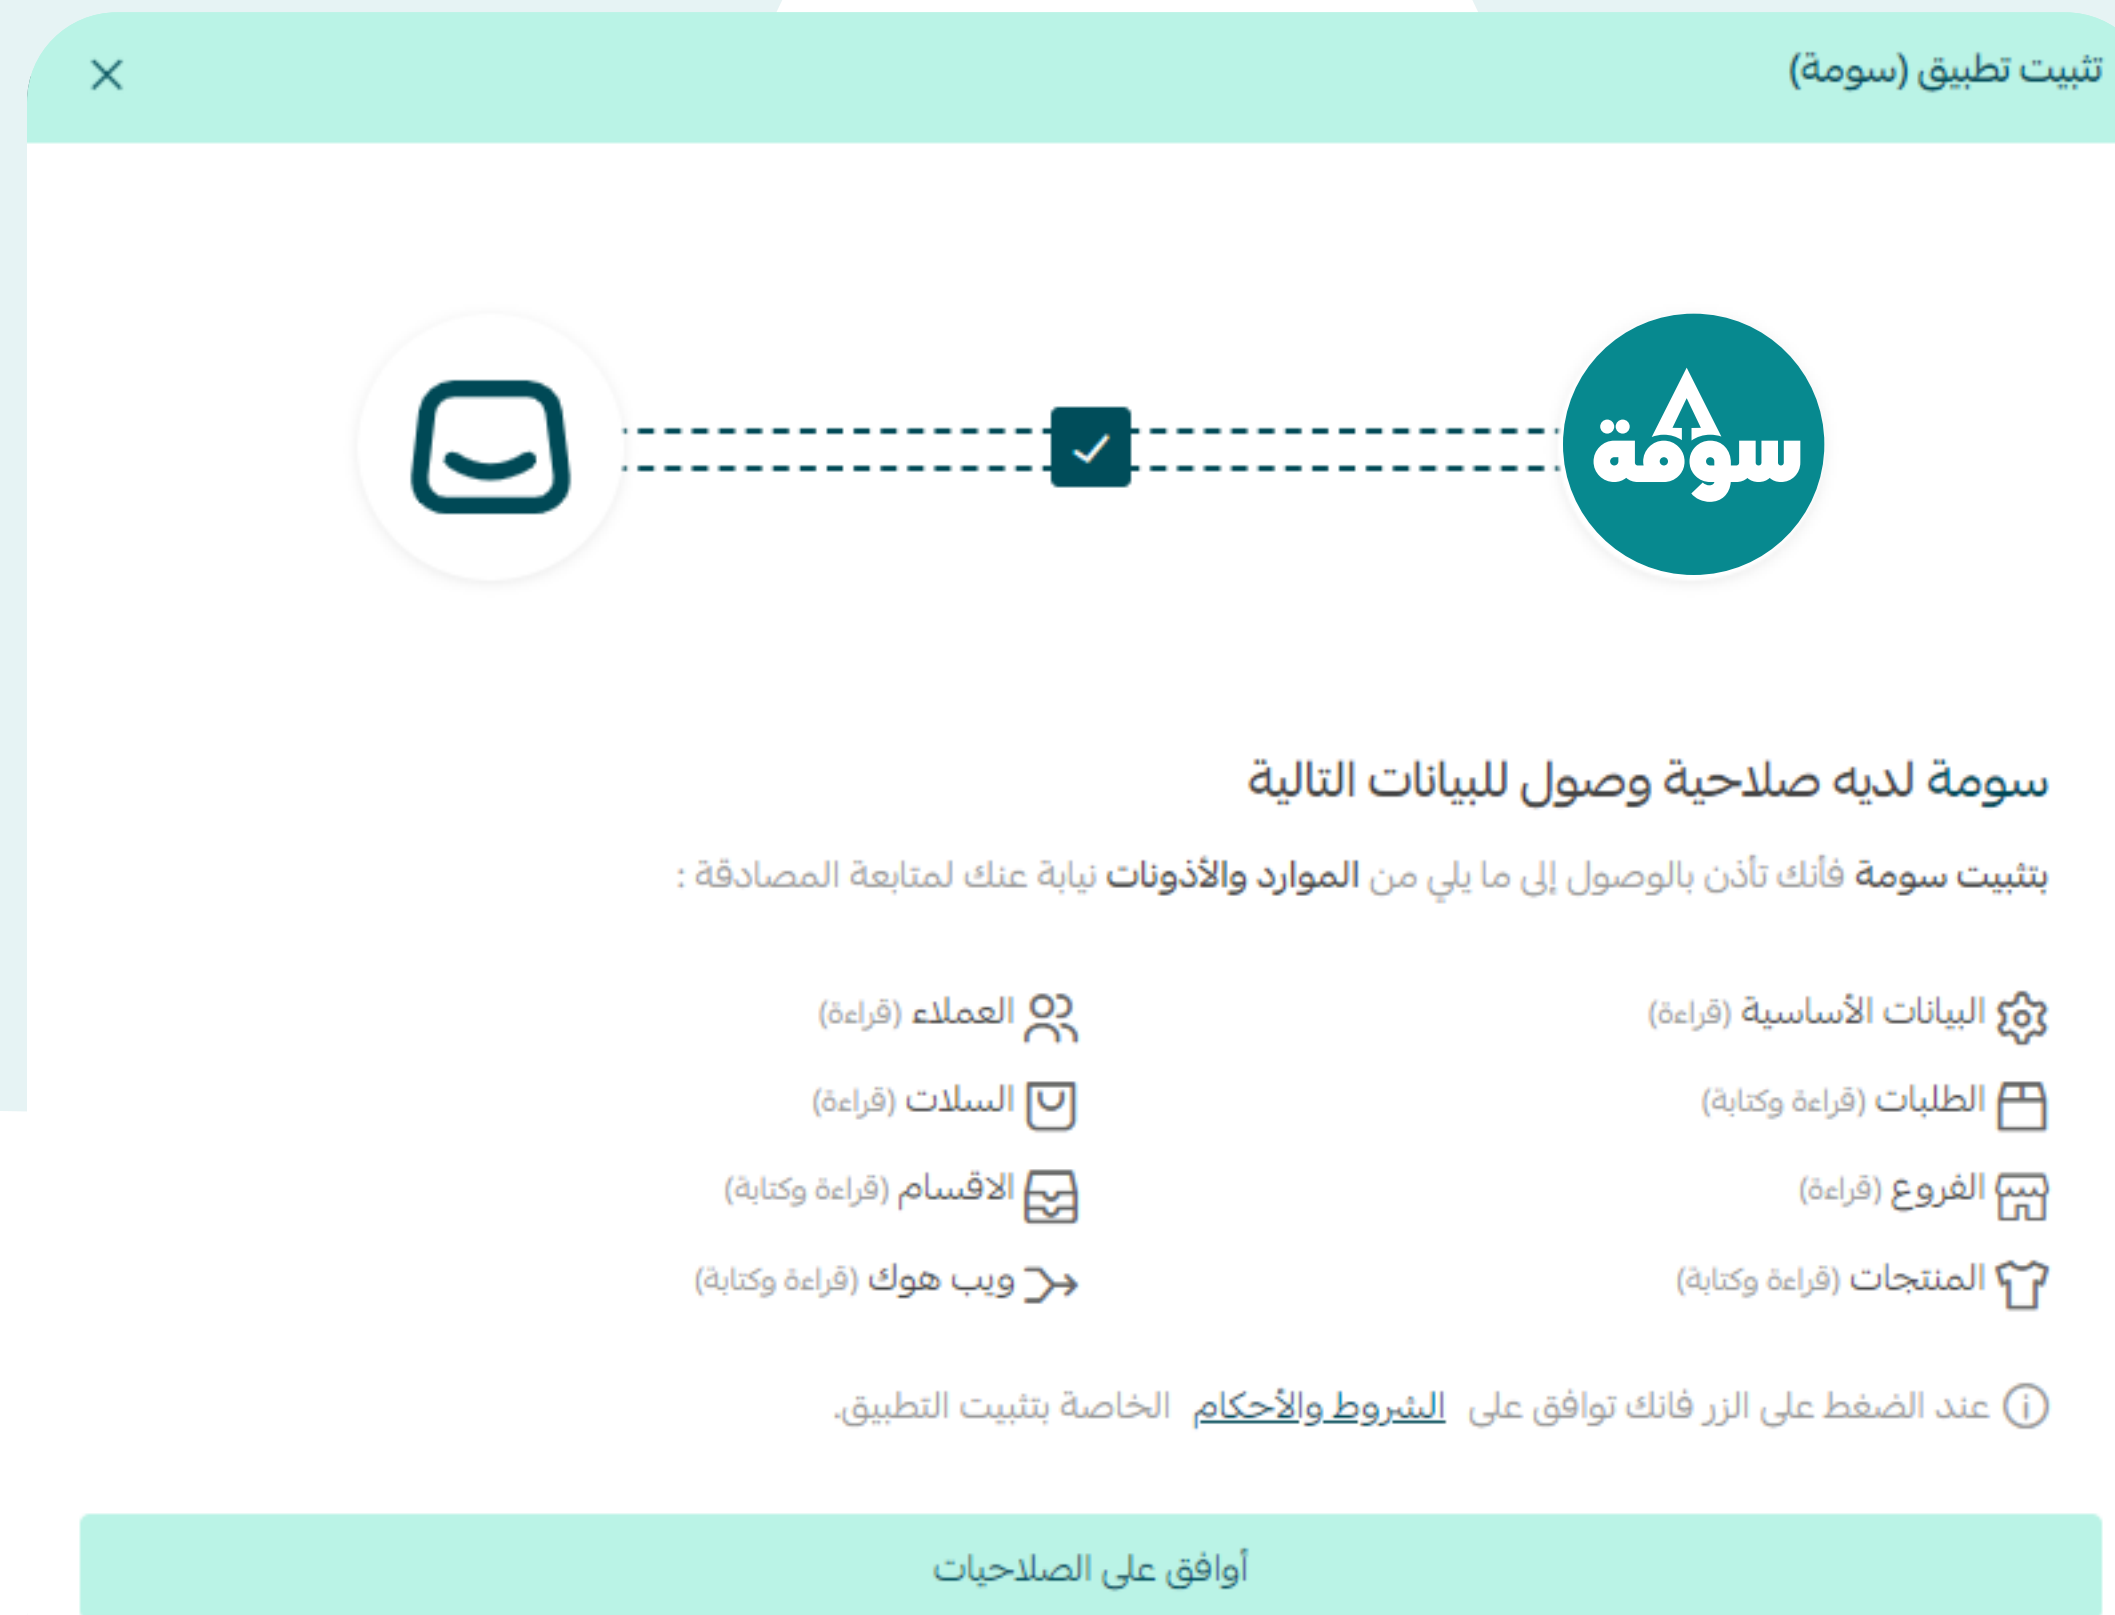 تثبيت تطبيق (سومة)
سومة
سومة لديه صلاحية وصول للبيانات التالية
بتثبيت سومة فأنك تأذن بالوصول إلى ما يلي من الموارد والأذونات نيابة عنك لمتابعة المصادقة :
البيانات الأساسية (قراءة)
العملاء (قراءة)
الطلبات (قراءة وكتابة)
السلات (قراءة)
الفروع (قراءة)
الاقسام (قراءة وكتابة)
المنتجات (قراءة وكتابة)
ويب هوك (قراءة وكتابة)
عند الضغط على الزر فانك توافق على الشروط والأحكام الخاصة بتثبيت التطبيق.
أوافق على الصلاحيات